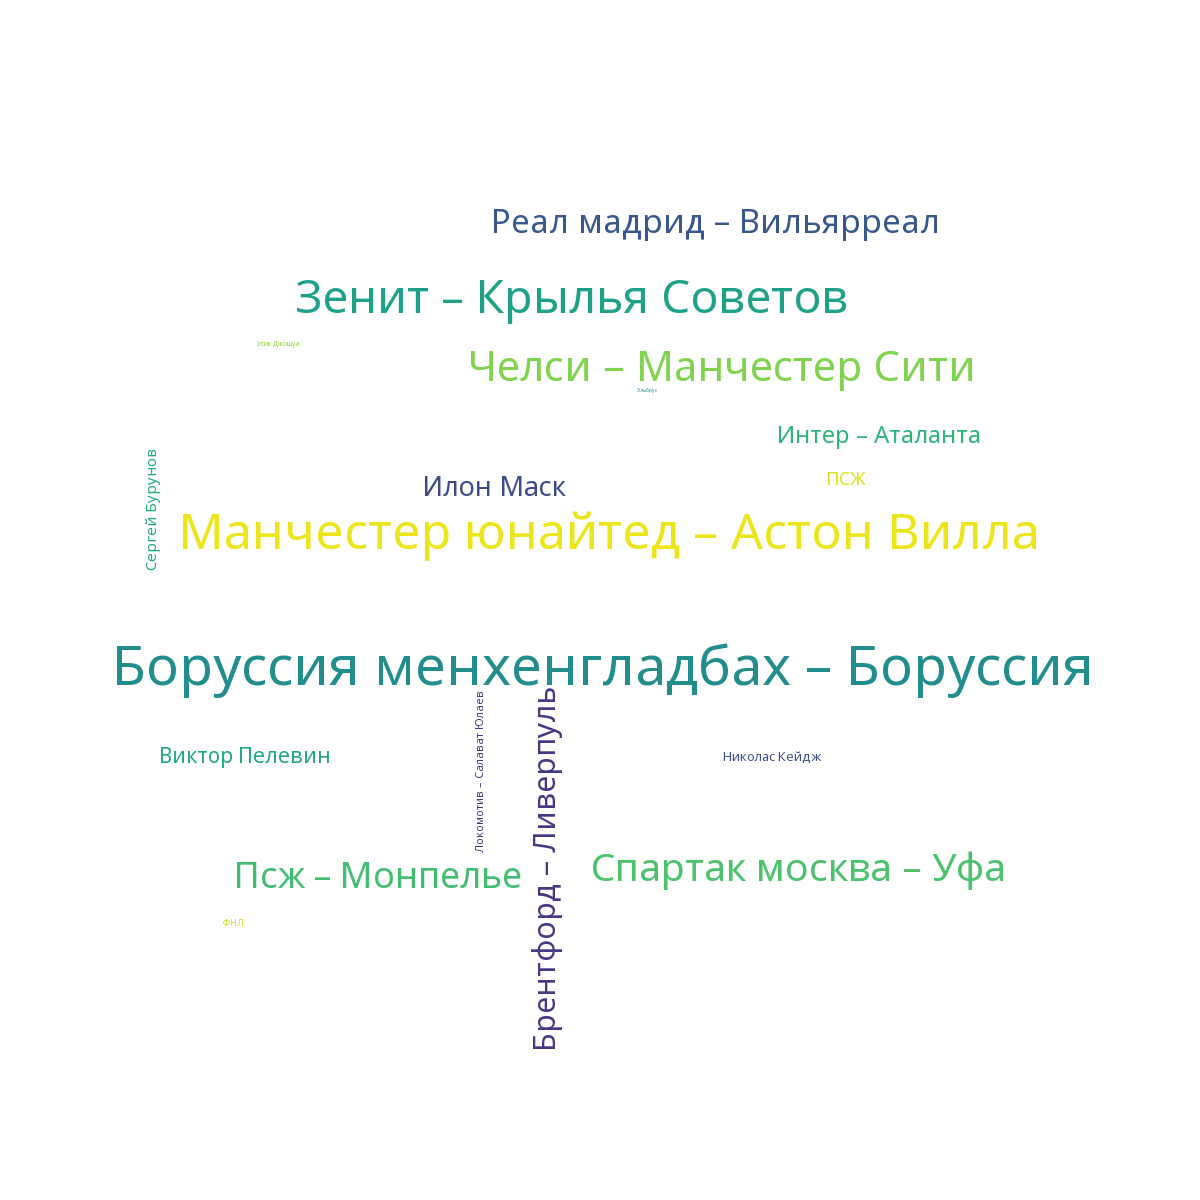 Реал мадрид – Вильярреал
Зенит – Крылья Советов
Усик Джошуа
Челси – Манчестер Сити
Эльбрус
Интер – Аталанта
ПСЖ
Илон Маск
Сергей Бурунов
Манчестер юнайтед – Астон Вилла
Боруссия менхенгладбах – Боруссия
Локомотив – Салават Юлаев
Брентфорд – Ливерпуль
Виктор Пелевин
Николас Кейдж
Псж – Монпелье
Спартак москва – Уфа
ФНЛ